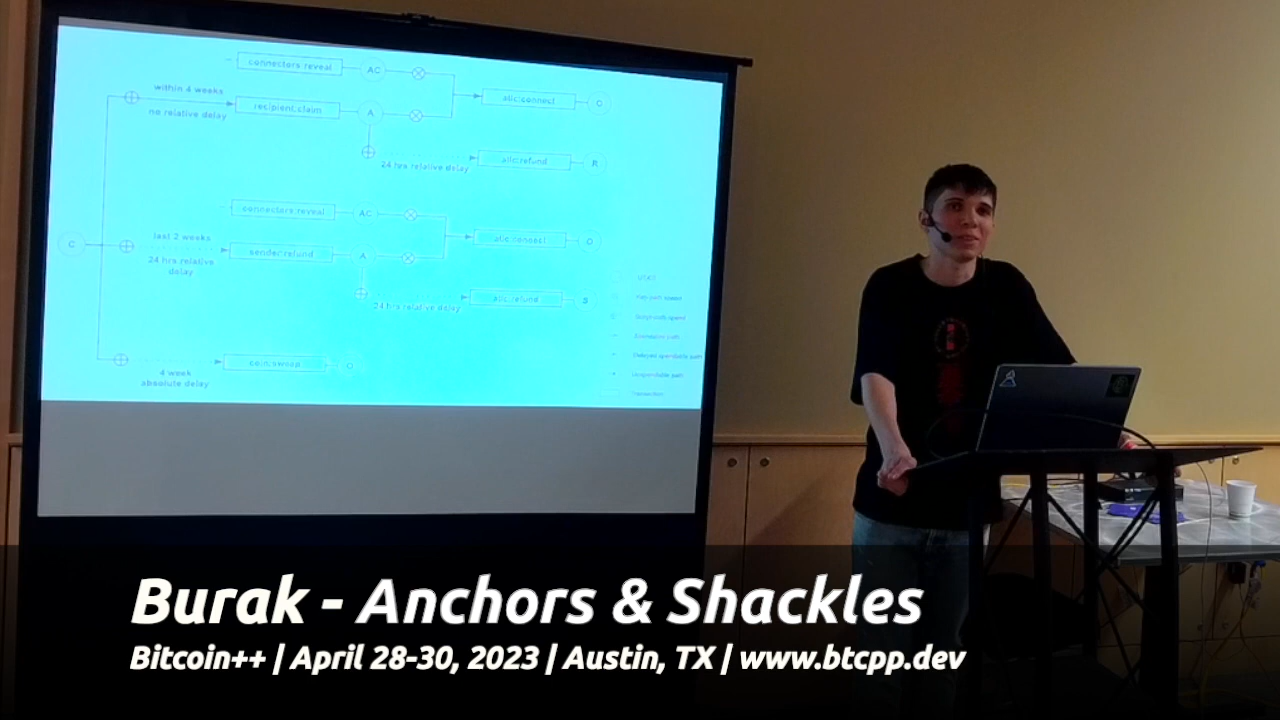 connectors:reveal
AC
within 4 weeks
recipient:claim
no relative delay
A
atlc:connect
O
24 hrs relative delay
atlc:refund
R
connectors:reveal
AC
last 2 weeks
sender:refund
24 hrs relative
delay
A
atlc:connect
O
24 hrs relative delay
atlc:refund
S
C
coin:sweep
O
4 week
absolute delay
Burak - Anchors & Shackles
Bitcoin++ | April 28-30, 2023 | Austin, TX | www.btcpp.dev